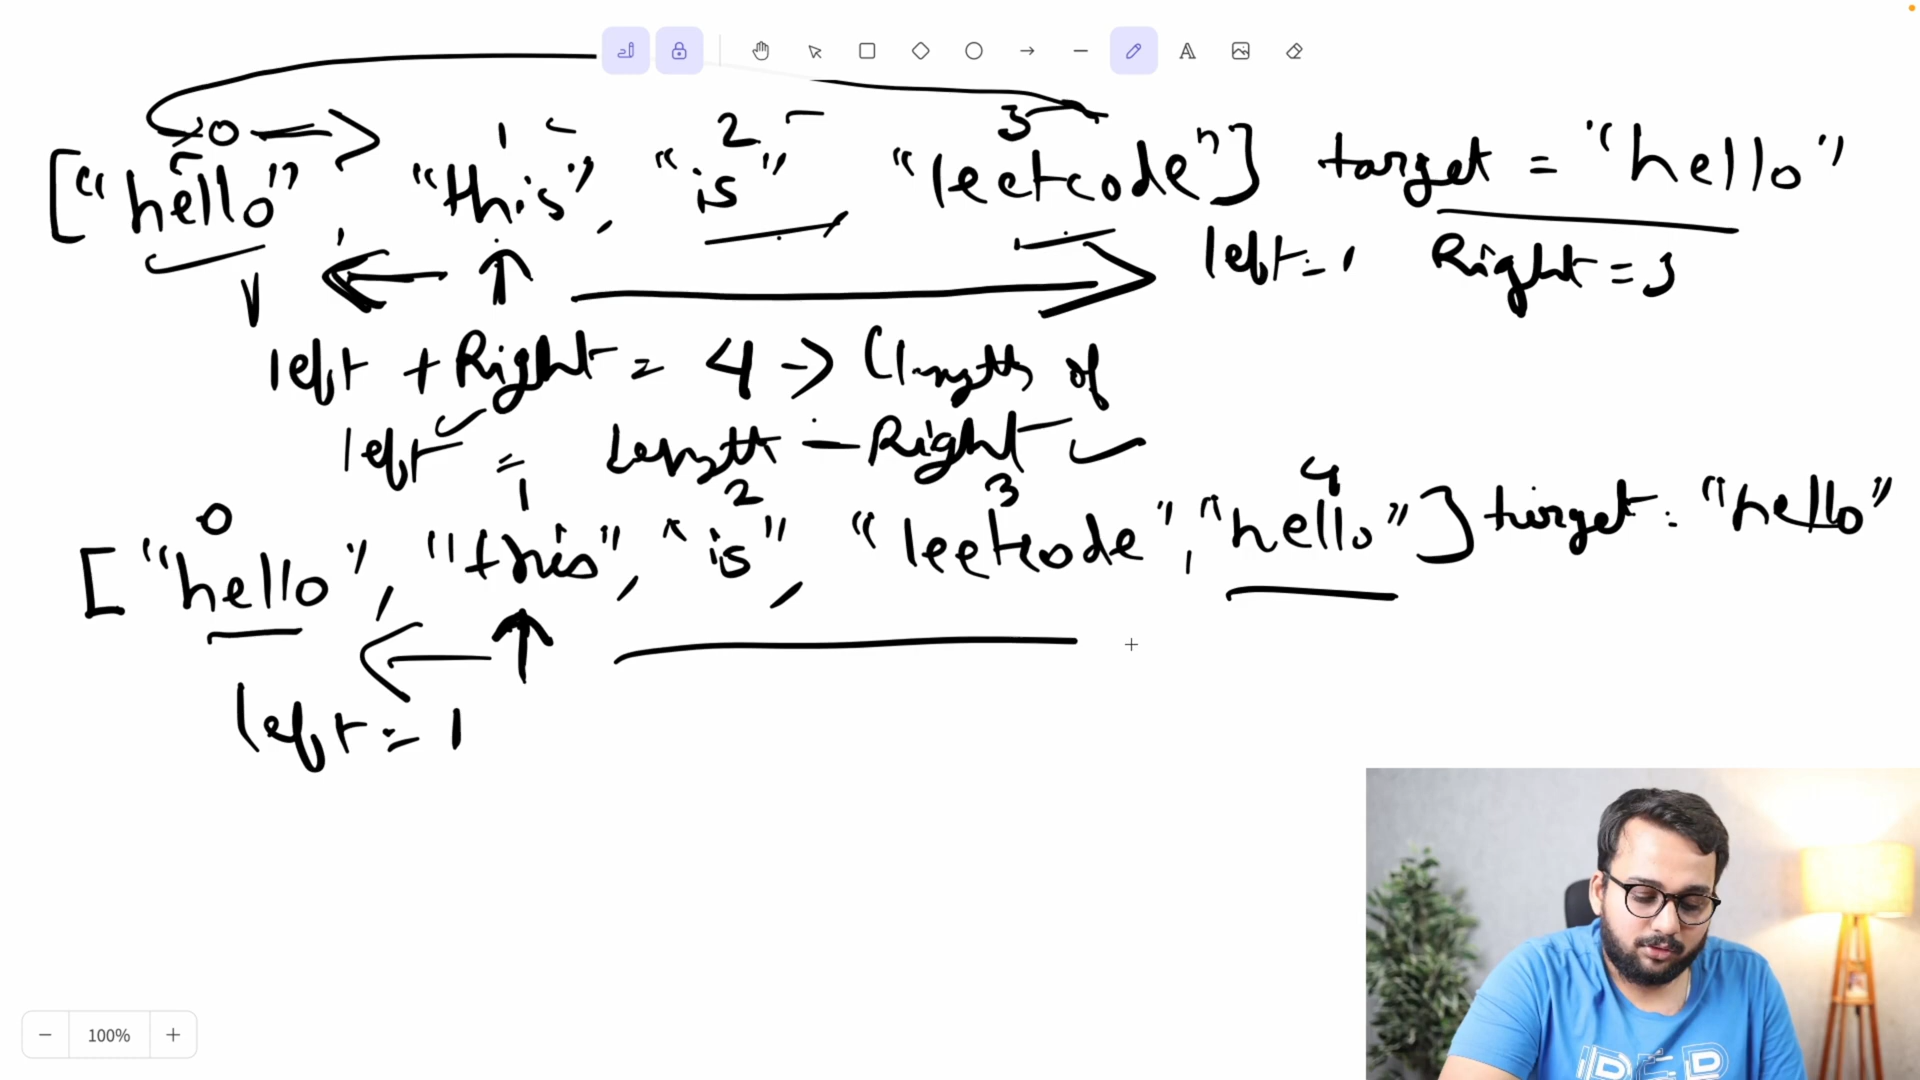 0 1 2 3
["hello", "this", "is", "leetcode"] target = "hello"
left = 1 Right = 3
left + Right = 4 -> (length of
left = Length - Right
0 1 2 3 4
["hello", "this", "is", "leetcode", "hello"] target: "hello"
left = 1
100%